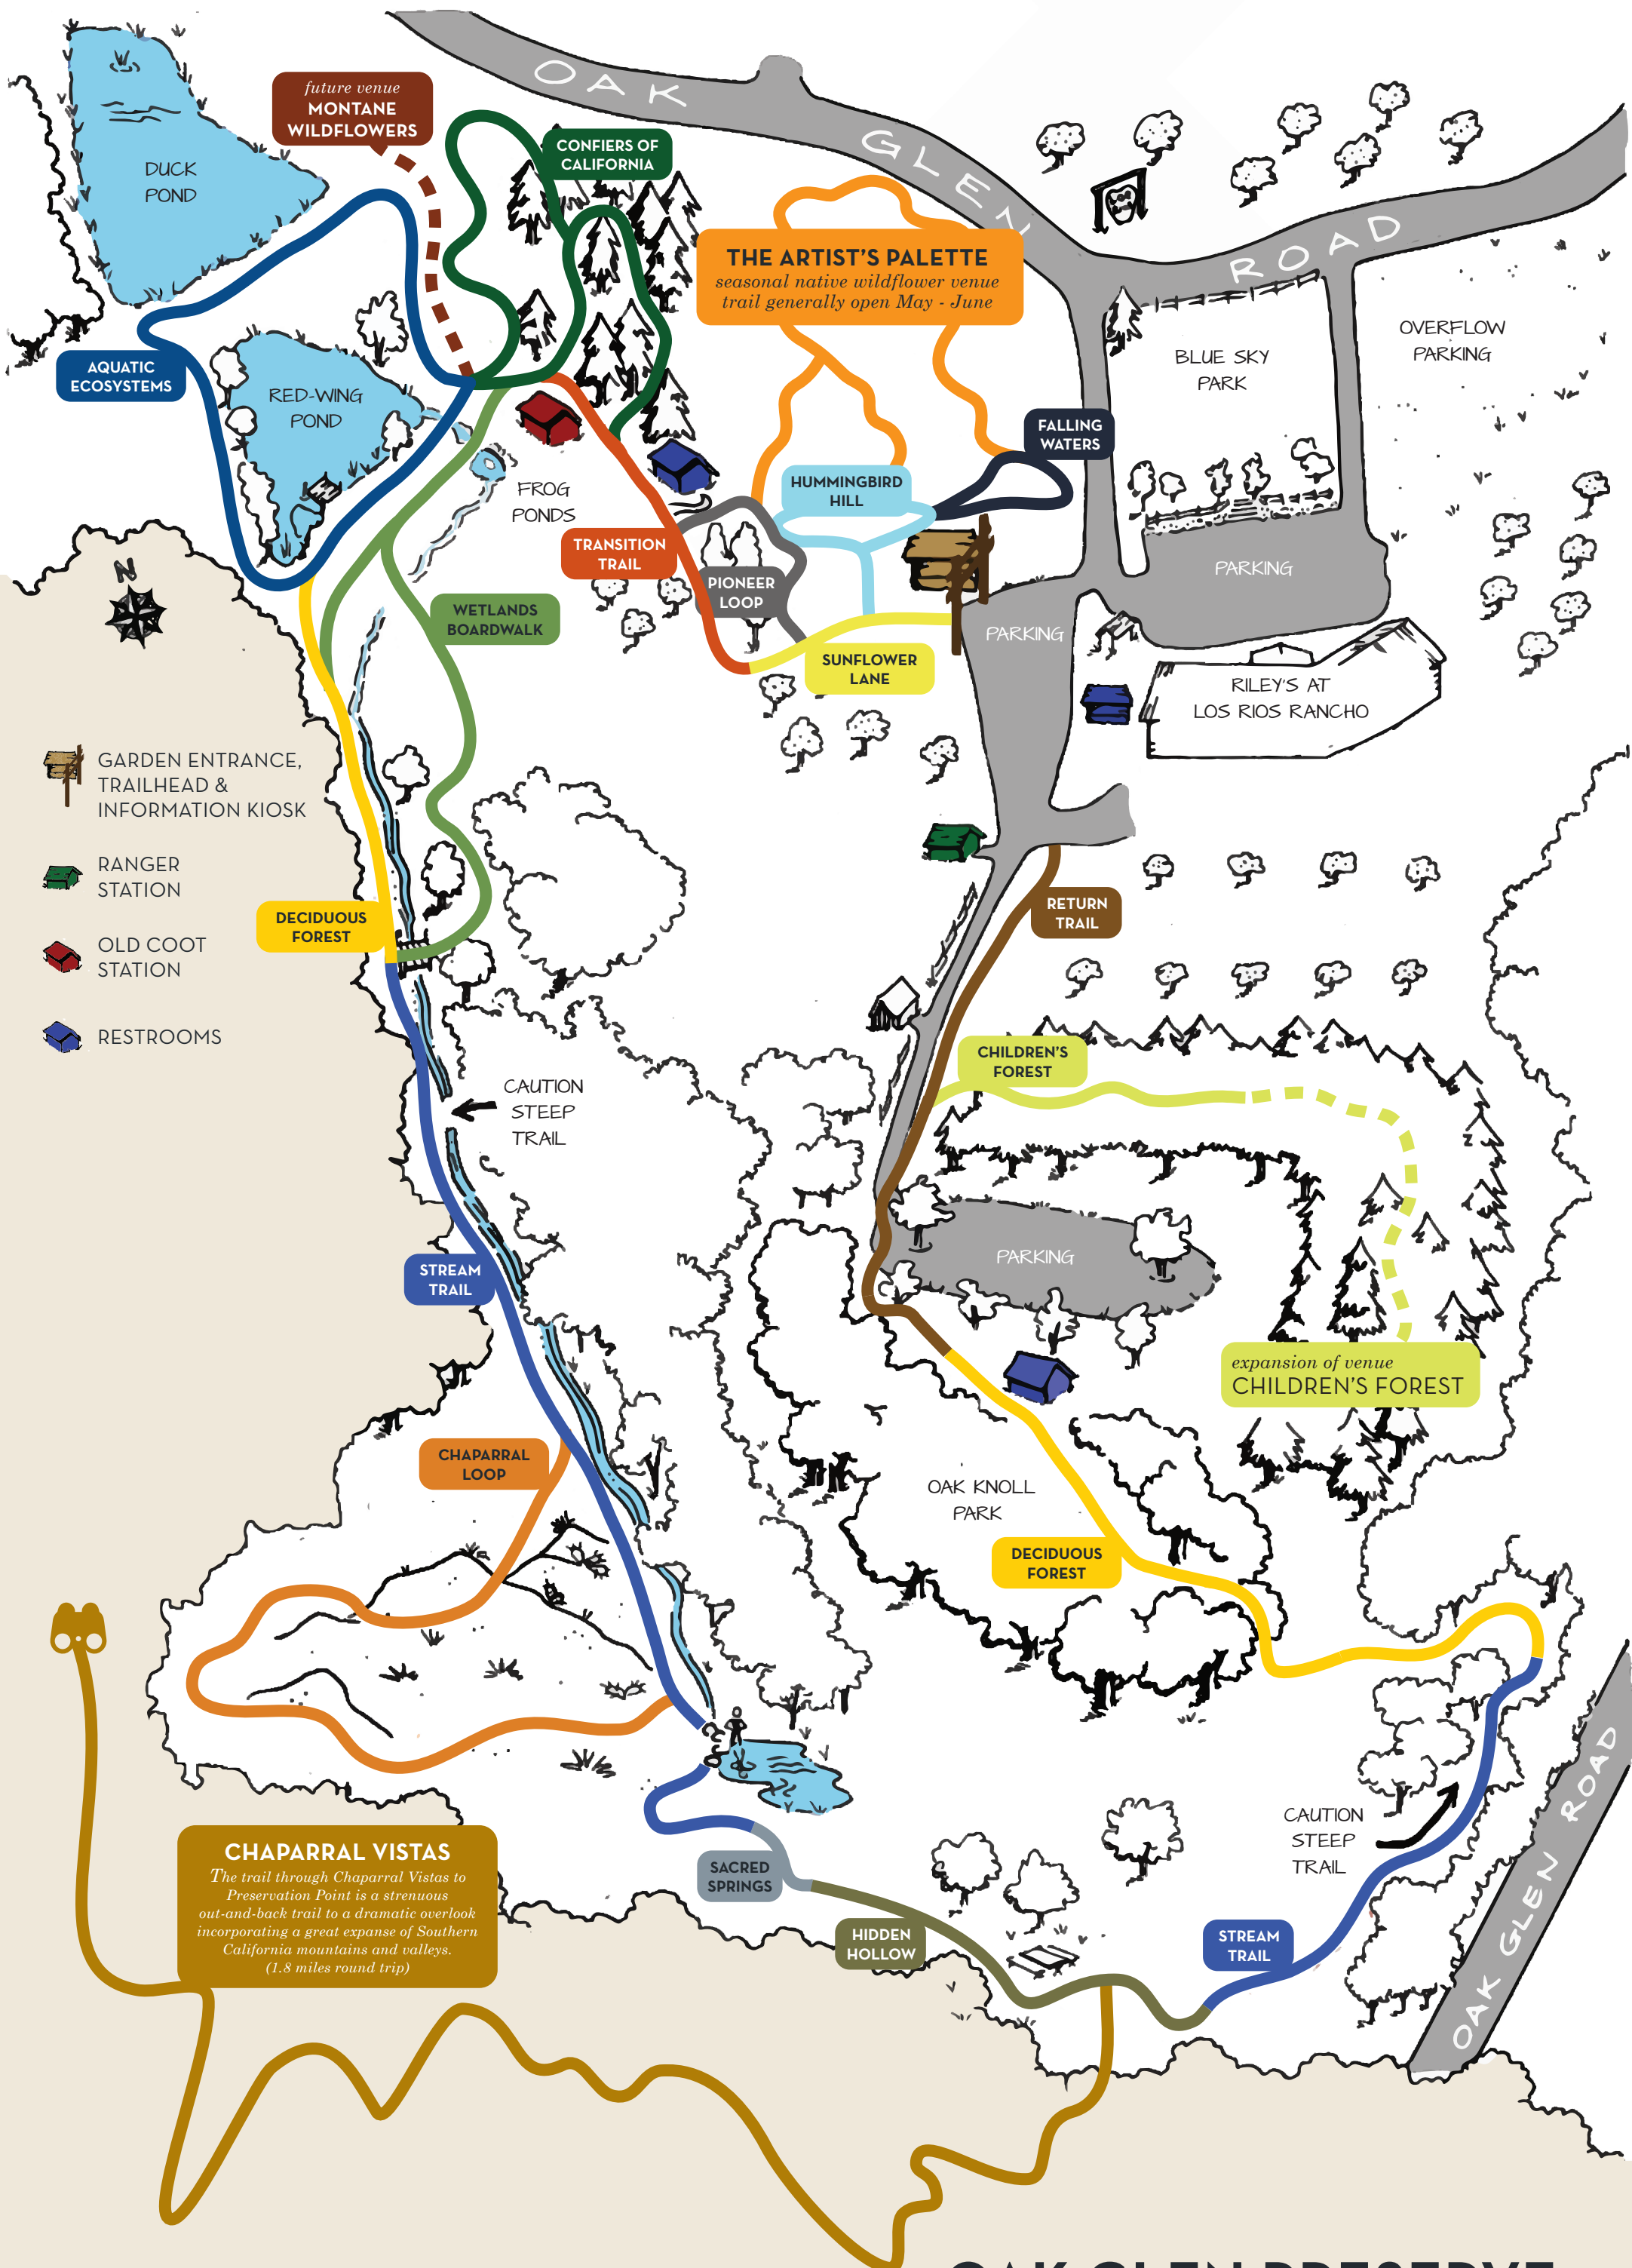 OAK
GLEN
ROAD
future venue
MONTANE
WILDFLOWERS
CONFIERS OF
CALIFORNIA
DUCK
POND
THE ARTIST'S PALETTE
seasonal native wildflower venue
trail generally open May - June
BLUE SKY
PARK
OVERFLOW
PARKING
AQUATIC
ECOSYSTEMS
RED-WING
POND
FALLING
WATERS
HUMMINGBIRD
HILL
FROG
PONDS
TRANSITION
TRAIL
PIONEER
LOOP
PARKING
N
WETLANDS
BOARDWALK
PARKING
SUNFLOWER
LANE
RILEY'S AT
LOS RIOS RANCHO
GARDEN ENTRANCE,
TRAILHEAD &
INFORMATION KIOSK
RANGER
STATION
OLD COOT
STATION
RESTROOMS
DECIDUOUS
FOREST
RETURN
TRAIL
CHILDREN'S
FOREST
CAUTION
STEEP
TRAIL
PARKING
STREAM
TRAIL
expansion of venue
CHILDREN'S FOREST
CHAPARRAL
LOOP
OAK KNOLL
PARK
DECIDUOUS
FOREST
CHAPARRAL VISTAS
The trail through Chaparral Vistas to
Preservation Point is a strenuous
out-and-back trail to a dramatic overlook
incorporating a great expanse of Southern
California mountains and valleys.
(1.8 miles round trip)
SACRED
SPRINGS
HIDDEN
HOLLOW
CAUTION
STEEP
TRAIL
STREAM
TRAIL
OAK GLEN ROAD
OAK GLEN PRESERVE